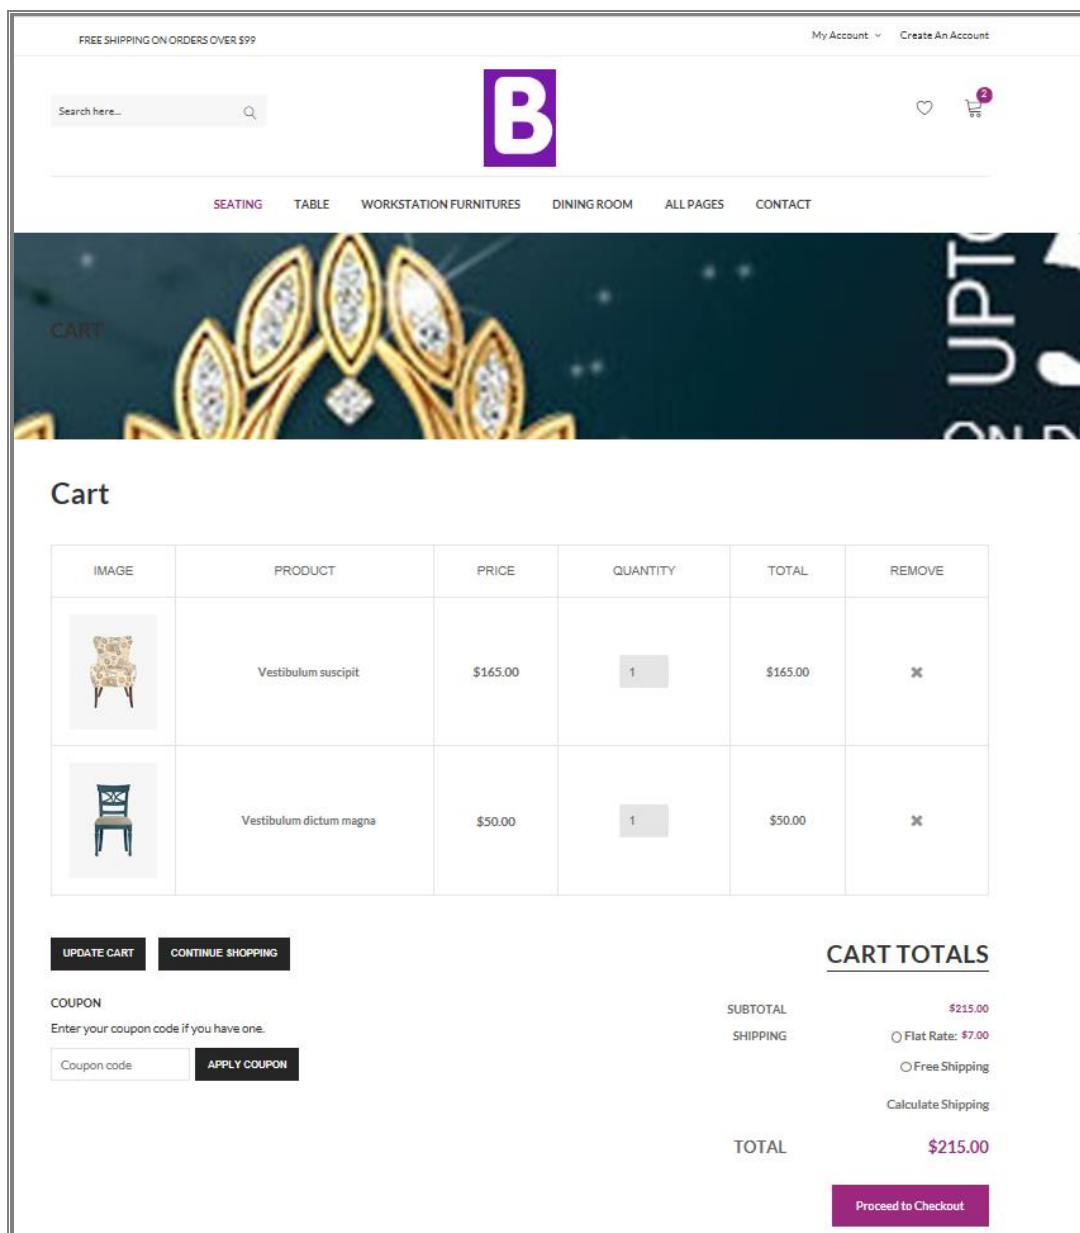 FREE SHIPPING ON ORDERS OVER $99
My Account Create An Account
Search here...
B
2
SEATING TABLE WORKSTATION FURNITURES DINING ROOM ALL PAGES CONTACT
CART
UPTO
ON
Cart
IMAGE PRODUCT PRICE QUANTITY TOTAL REMOVE
Vestibulum suscipit $165.00 1 $165.00 ✖
Vestibulum dictum magna $50.00 1 $50.00 ✖
UPDATE CART CONTINUE SHOPPING
CART TOTALS
COUPON
Enter your coupon code if you have one.
Coupon code APPLY COUPON
SUBTOTAL $215.00
SHIPPING Flat Rate: $7.00
Free Shipping
Calculate Shipping
TOTAL $215.00
Proceed to Checkout